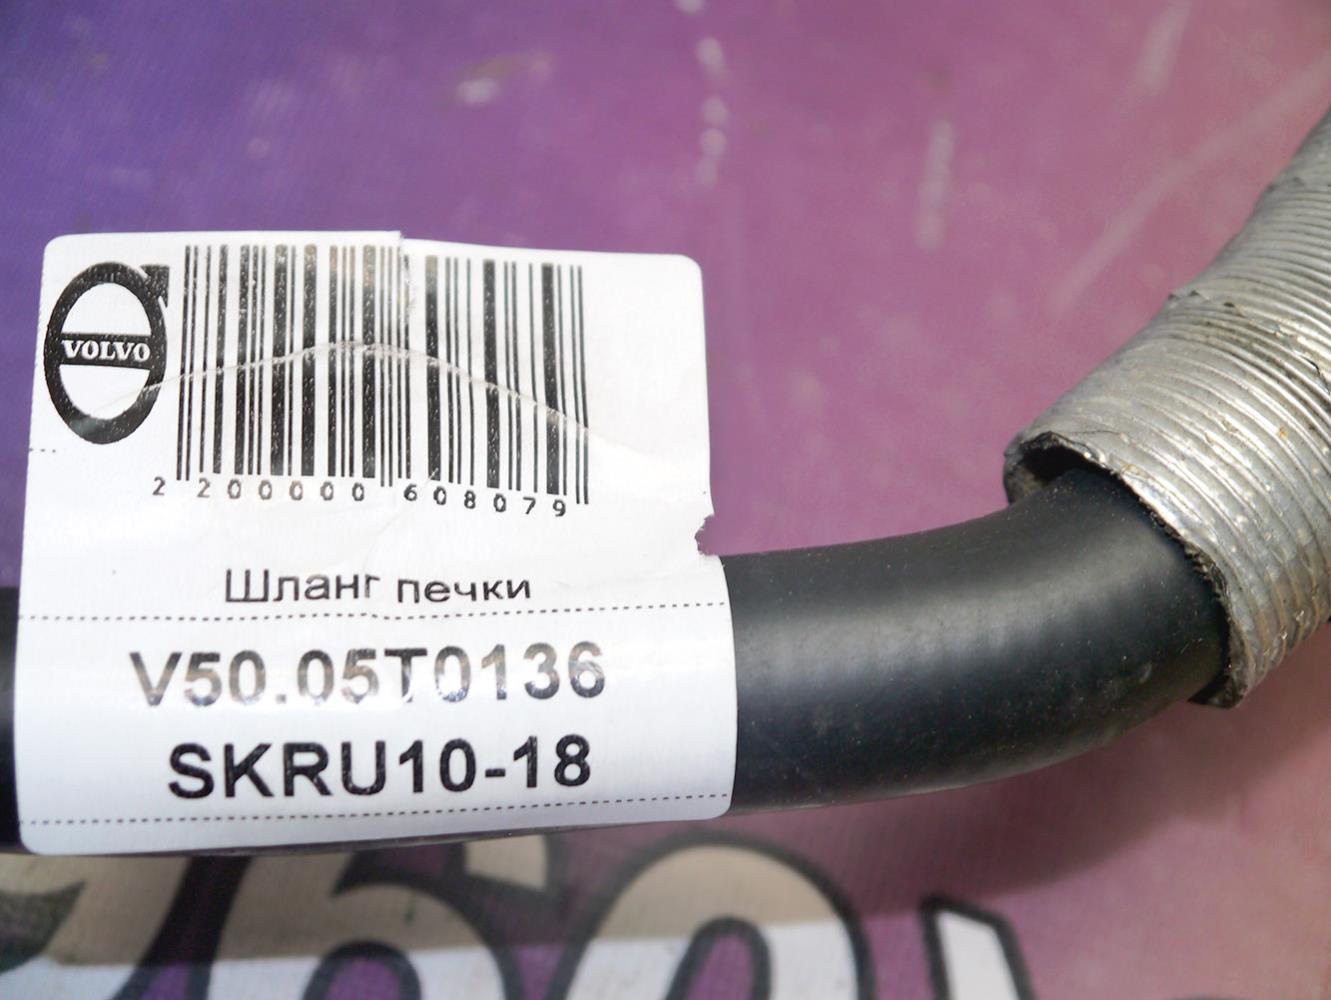 VOLVO
2 200000 608079
Шланг печки
V50.05T0136
SKRU10-18